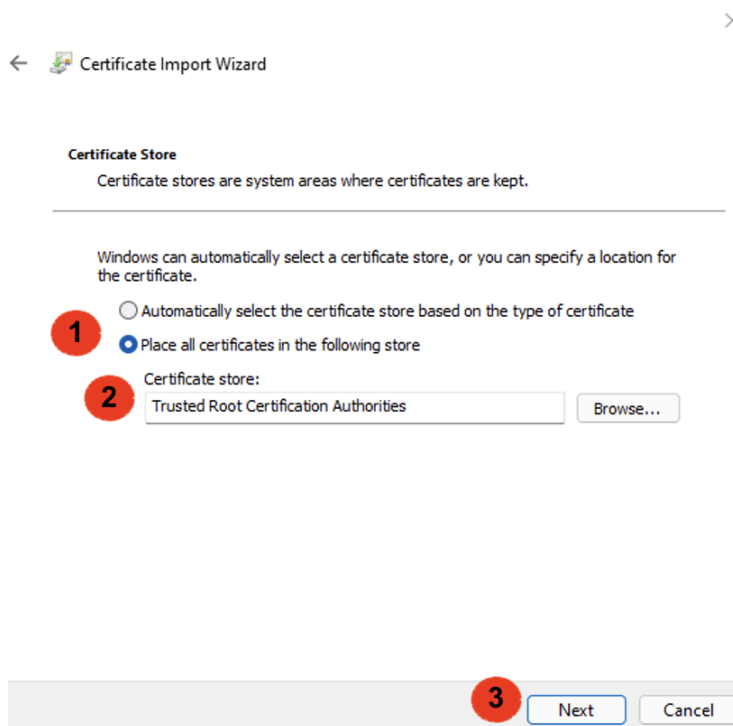 Certificate Import Wizard
Certificate Store
Certificate stores are system areas where certificates are kept.
Windows can automatically select a certificate store, or you can specify a location for
the certificate.
Automatically select the certificate store based on the type of certificate
1
Place all certificates in the following store
Certificate store:
2
Trusted Root Certification Authorities
Browse...
3
Next
Cancel